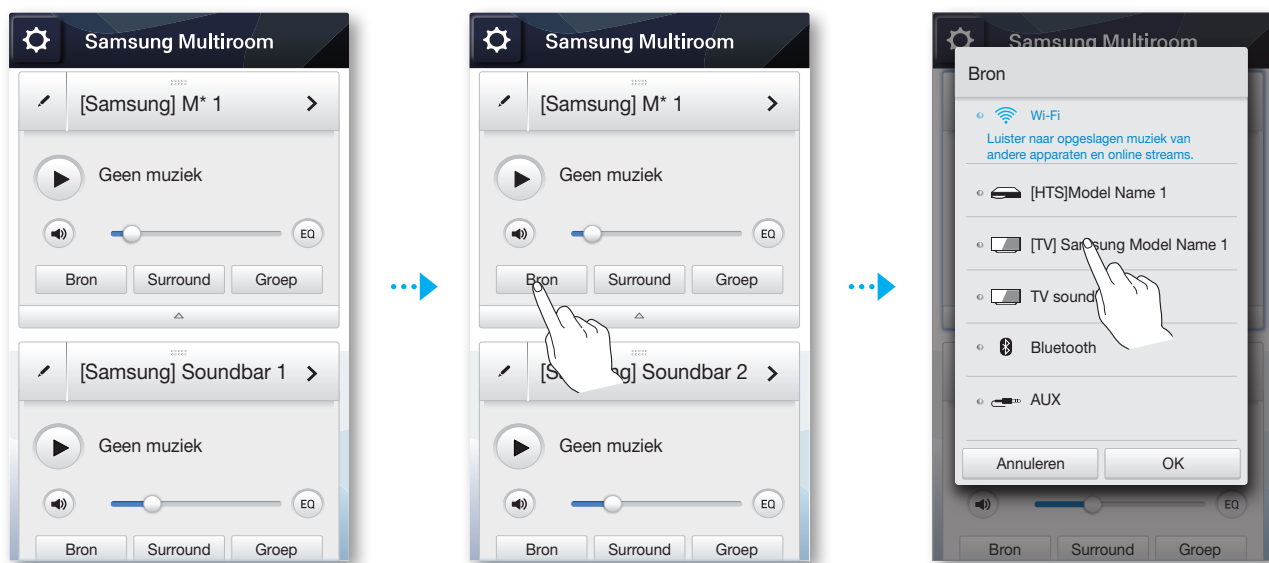 Samsung Multiroom
[Samsung] M* 1
Geen muziek
EQ
Bron Surround Groep
[Samsung] Soundbar 1
Geen muziek
EQ
Bron Surround Groep
Samsung Multiroom
[Samsung] M* 1
Geen muziek
EQ
Bron Surround Groep
[Samsung] Soundbar 2
Geen muziek
EQ
Bron Surround Groep
Samsung Multiroom
Bron
Wi-Fi
Luister naar opgeslagen muziek van
andere apparaten en online streams.
[HTS]Model Name 1
[TV] Samsung Model Name 1
TV sound
Bluetooth
AUX
Annuleren OK
EQ
Bron Surround Groep